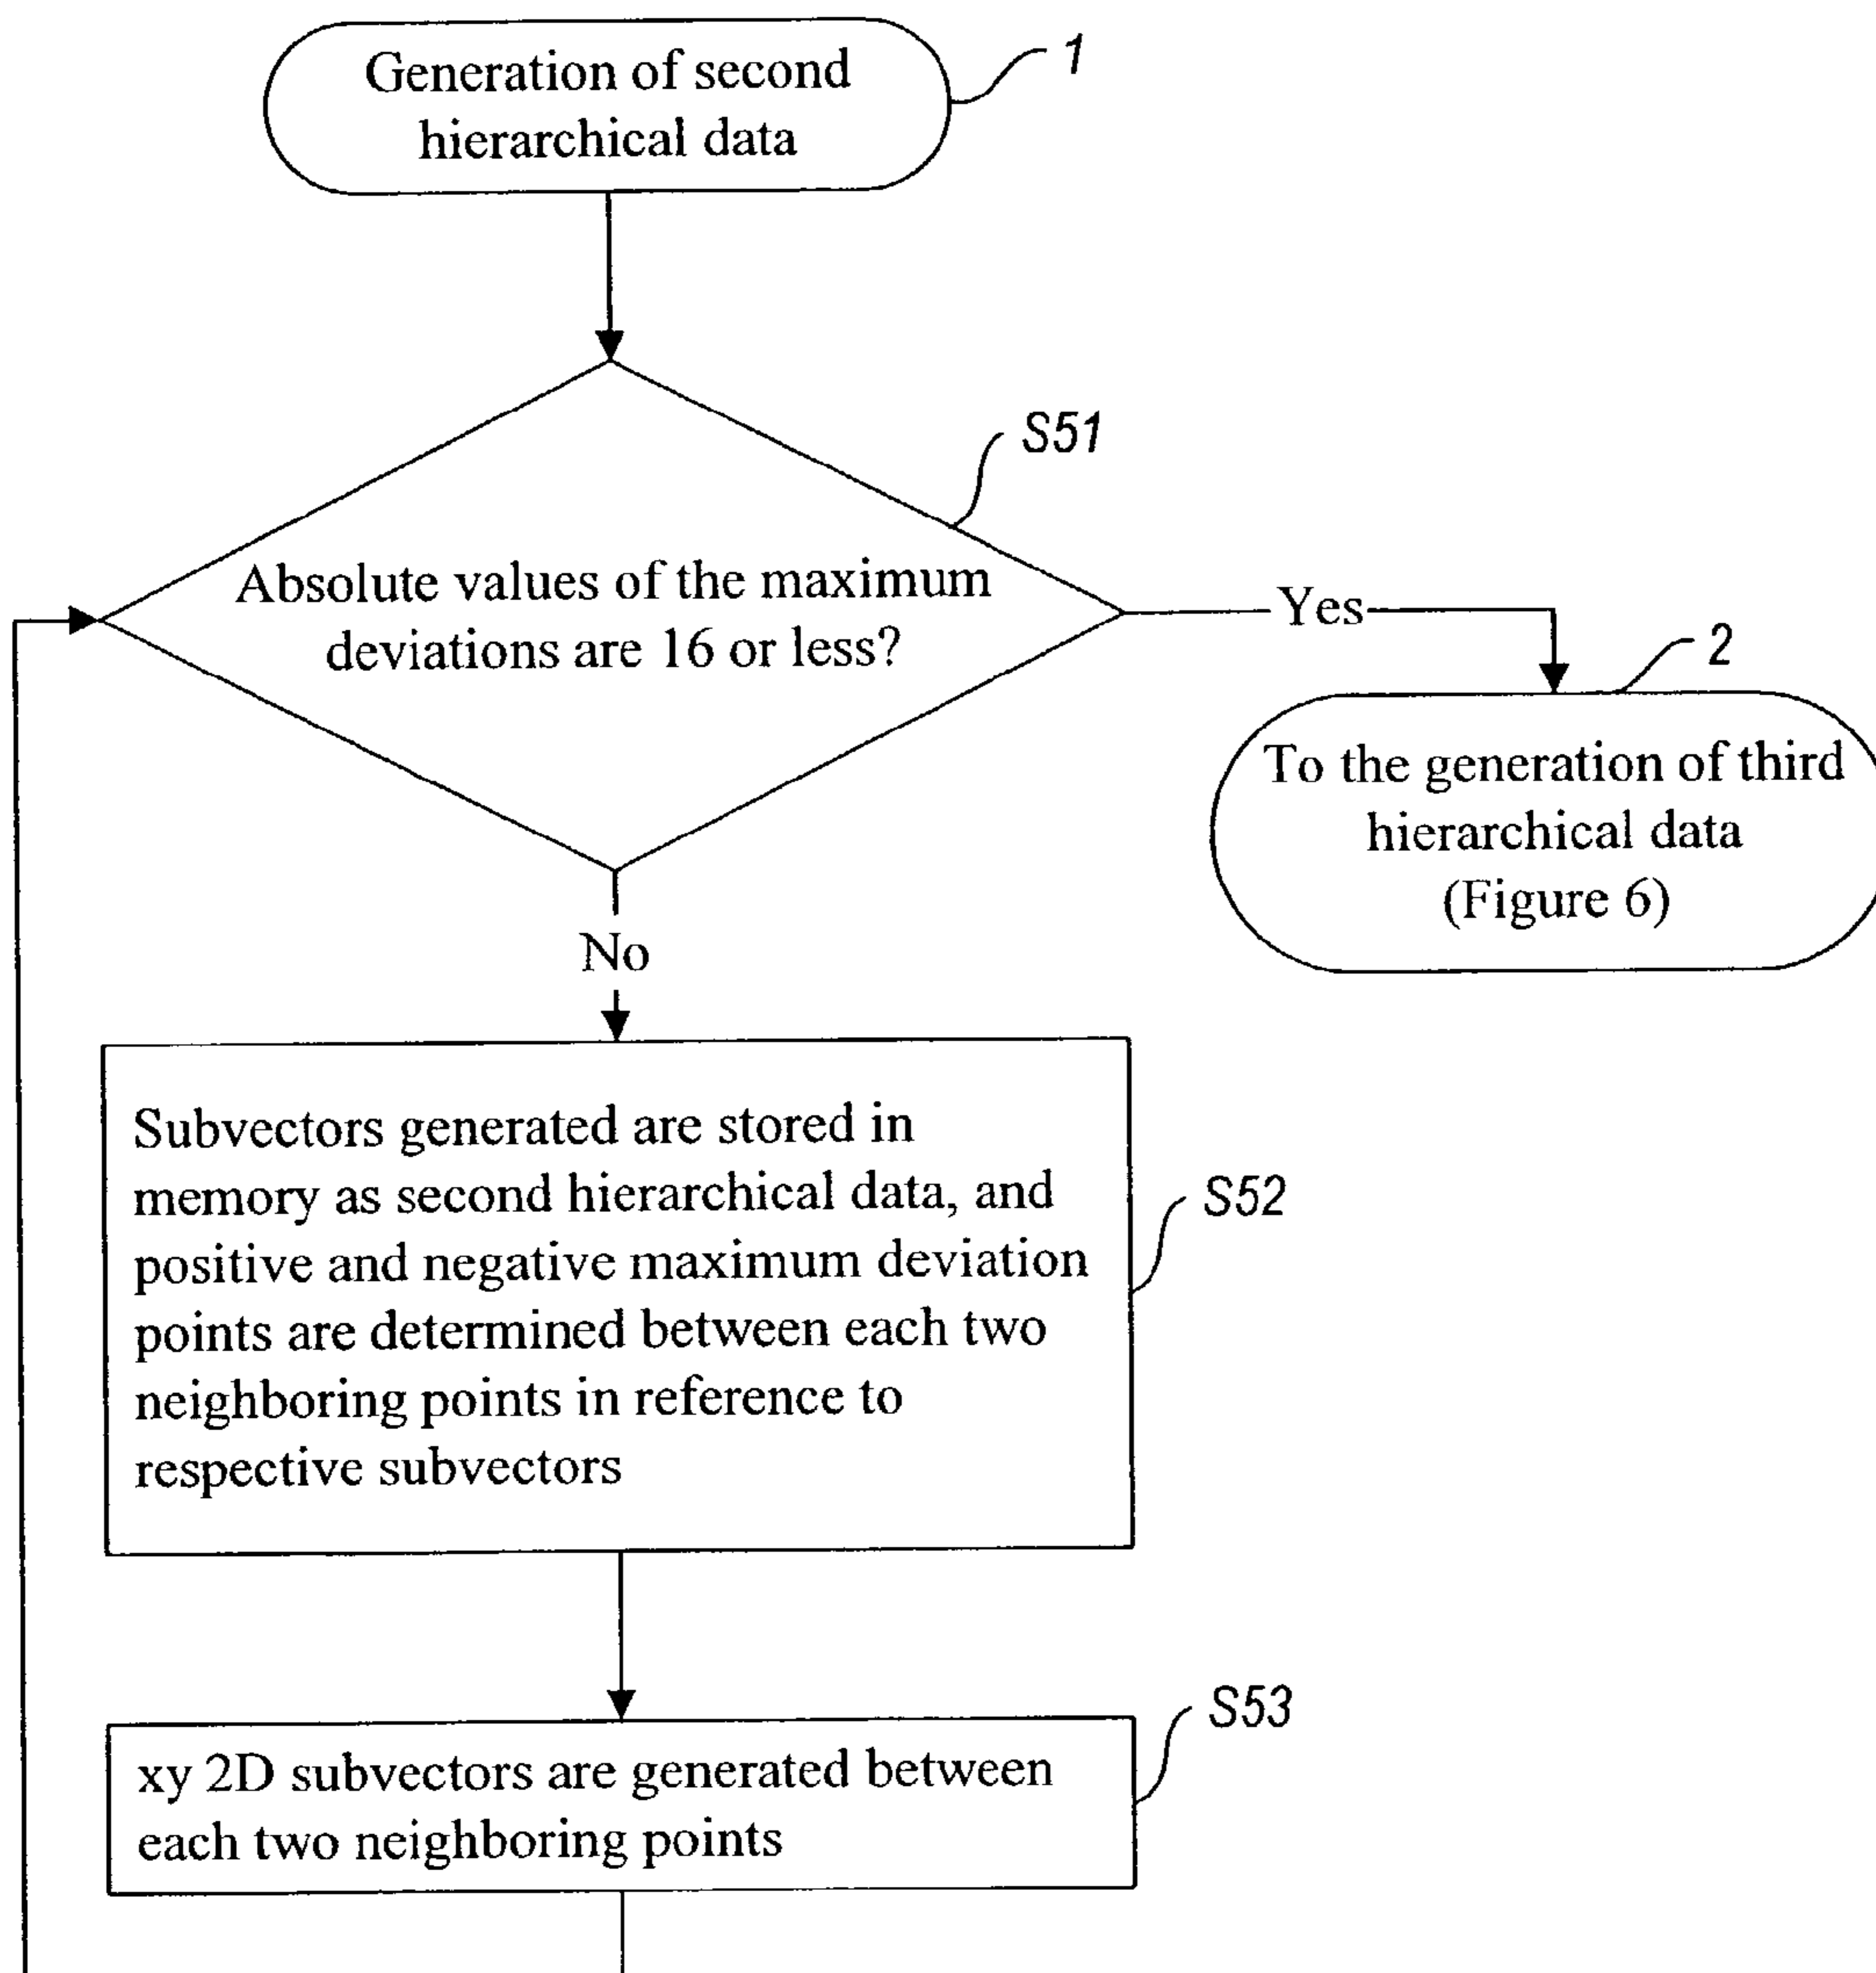 Generation of second
hierarchical data
1
S51
Absolute values of the maximum
deviations are 16 or less?
Yes
2
To the generation of third
hierarchical data
(Figure 6)
No
Subvectors generated are stored in
memory as second hierarchical data, and
positive and negative maximum deviation
points are determined between each two
neighboring points in reference to
respective subvectors
S52
S53
xy 2D subvectors are generated between
each two neighboring points